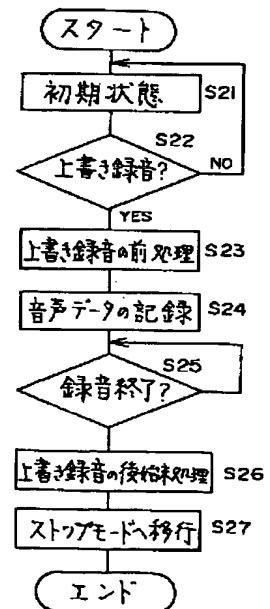 スタート
初期状態 S21
S22
上書き録音?
NO
YES
上書き録音の前処理 S23
音声データの記録 S24
S25
録音終了?
上書き録音の後始末処理 S26
ストップモードへ移行 S27
エンド